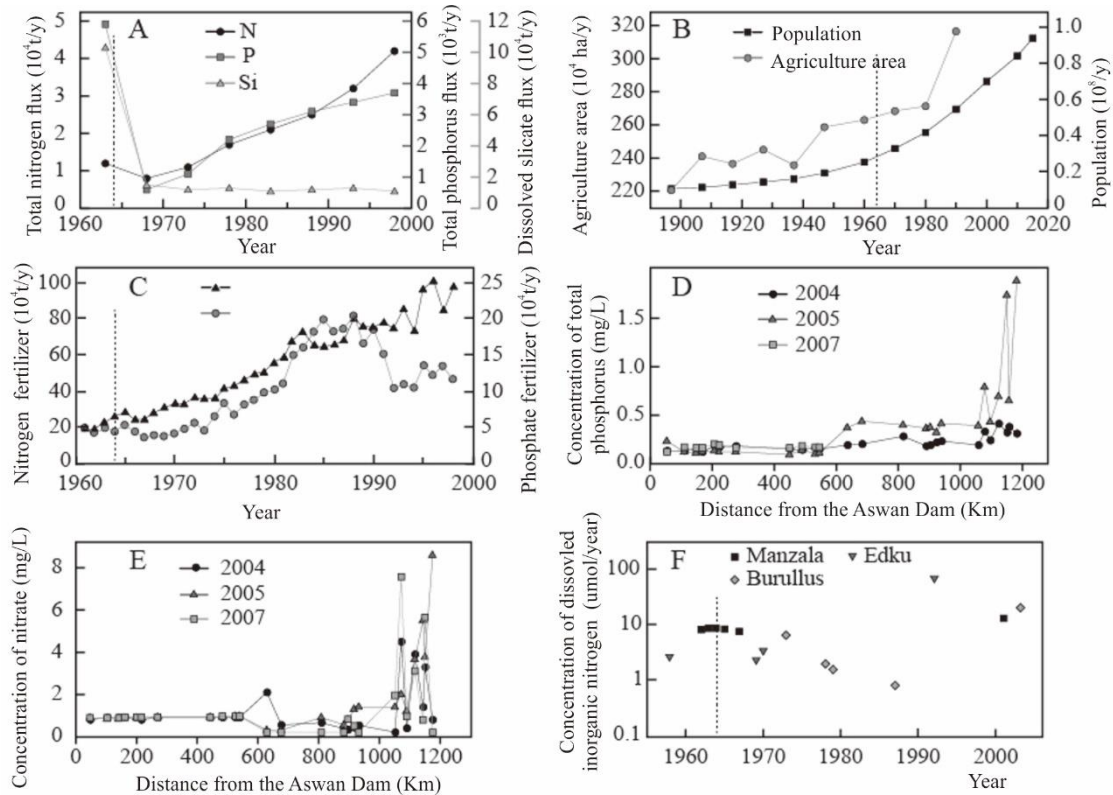 A
N
P
Si
Total nitrogen flux (10⁴t/y)
5
4
3
2
1
0
Total phosphorus flux (10³t/y)
6
5
4
3
2
1
0
Dissolved slicate flux (10⁴t/y)
12
10
8
6
4
2
0
1960 1970 1980 1990 2000
Year
B
Population
Agriculture area
Agriculture area (10⁴ ha/y)
320
300
280
260
240
220
Population (10⁸/y)
1.0
0.8
0.6
0.4
0.2
0
1900 1920 1940 1960 1980 2000 2020
Year
C
Nitrogen fertilizer (10⁴t/y)
100
80
60
40
20
0
Phosphate fertilizer (10⁴t/y)
25
20
15
10
5
0
1960 1970 1980 1990 2000
Year
D
2004
2005
2007
Concentration of total
phosphorus (mg/L)
1.5
1.0
0.5
0.0
0 200 400 600 800 1000 1200
Distance from the Aswan Dam (Km)
E
2004
2005
2007
Concentration of nitrate (mg/L)
8
6
4
2
0
0 200 400 600 800 1000 1200
Distance from the Aswan Dam (Km)
F
Manzala
Edku
Burullus
Concentration of dissovled
inorganic nitrogen (umol/year)
100
10
1
0.1
1960 1970 1980 1990 2000
Year